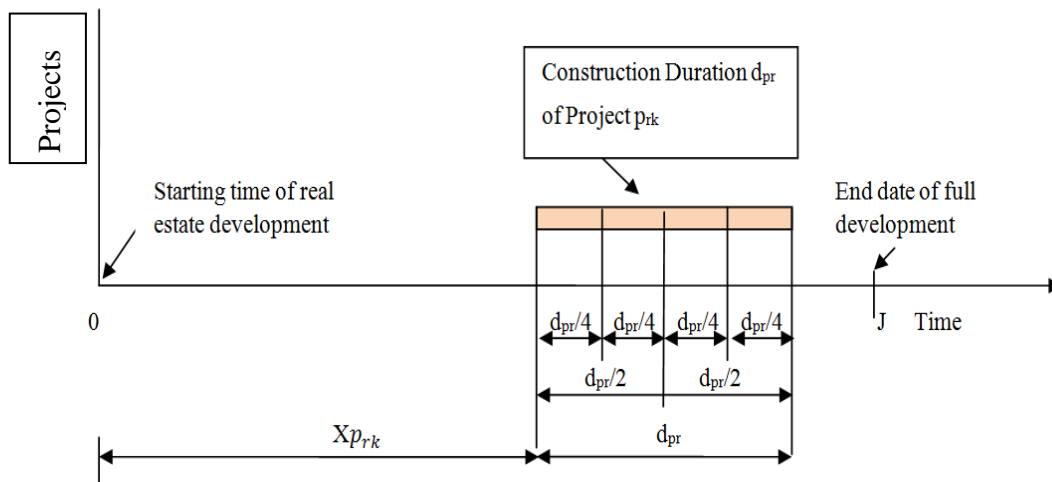 Projects
Construction Duration dpr
of Project prk
Starting time of real
estate development
End date of full
development
0
dpr/4 dpr/4 dpr/4 dpr/4
J Time
dpr/2 dpr/2
Xprk
dpr